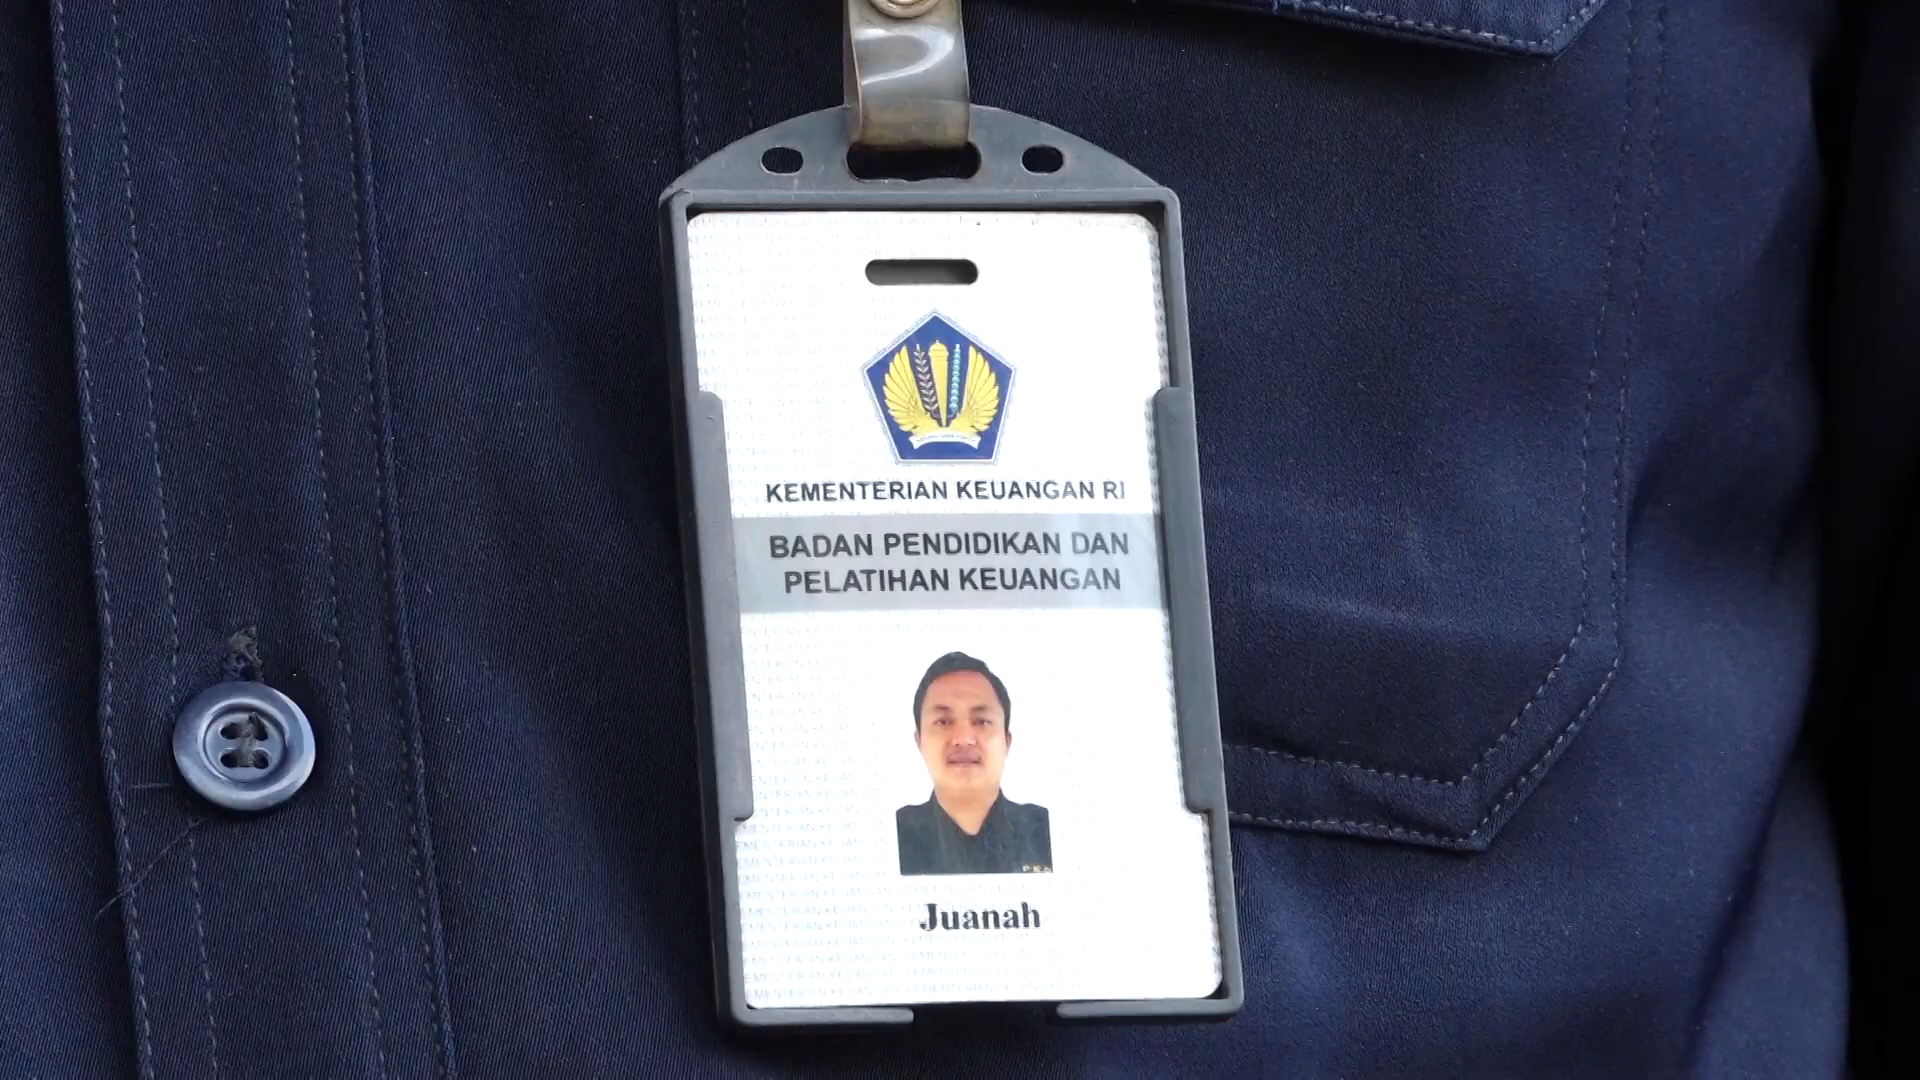 KEMENTERIAN KEUANGAN RI
BADAN PENDIDIKAN DAN
PELATIHAN KEUANGAN
Juanah